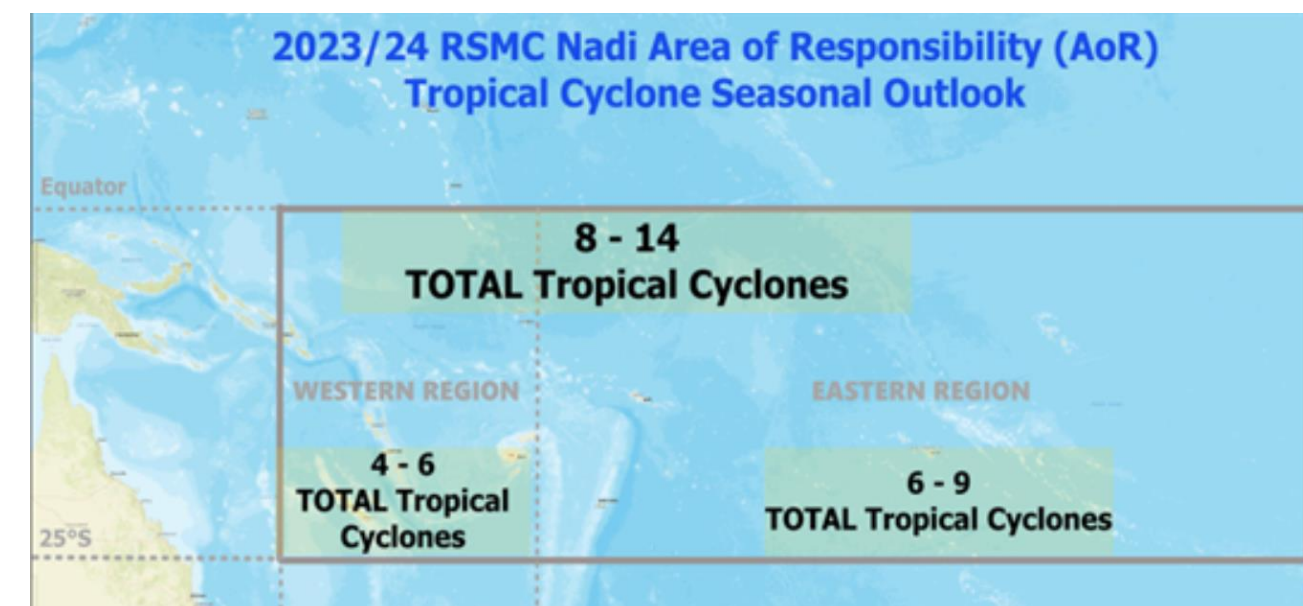 2023/24 RSMC Nadi Area of Responsibility (AoR)
Tropical Cyclone Seasonal Outlook
Equator
8 - 14
TOTAL Tropical Cyclones
WESTERN REGION
EASTERN REGION
4 - 6
TOTAL Tropical
Cyclones
6 - 9
TOTAL Tropical Cyclones
25°S